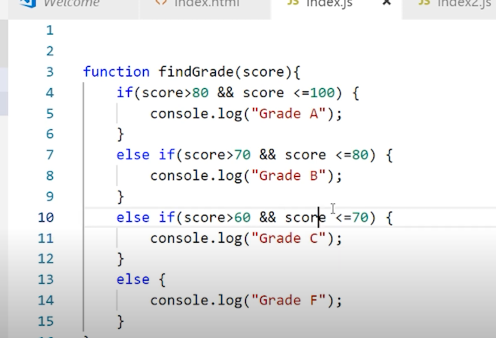 Welcome index.html JS index.js × JS index2.js
1
2
3 function findGrade(score){
4 if(score>80 && score <=100) {
5 console.log("Grade A");
6 }
7 else if(score>70 && score <=80) {
8 console.log("Grade B");
9 }
10 else if(score>60 && score <=70) {
11 console.log("Grade C");
12 }
13 else {
14 console.log("Grade F");
15 }